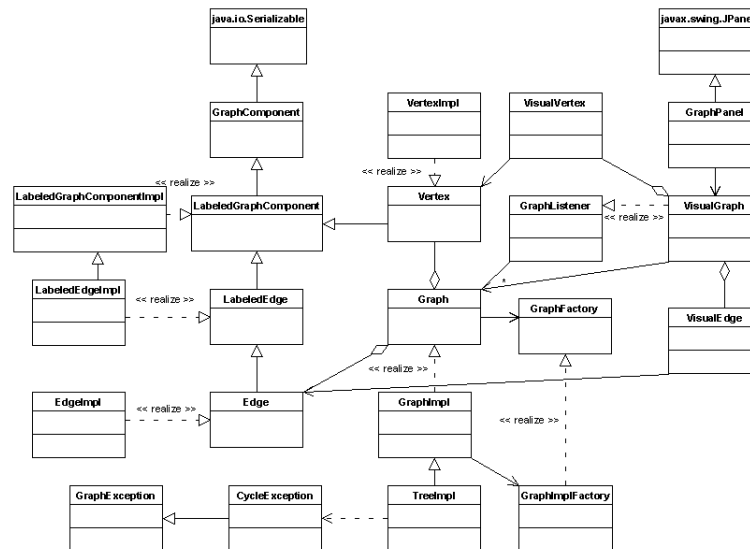 java.io.Serializable
javax.swing.JPane
GraphComponent
VertexImpl
VisualVertex
GraphPanel
<< realize >>
<< realize >>
LabeledGraphComponentImpl
LabeledGraphComponent
Vertex
GraphListener
<< realize >>
VisualGraph
LabeledEdgeImpl
<< realize >>
LabeledEdge
Graph
*
GraphFactory
VisualEdge
<< realize >>
EdgeImpl
<< realize >>
Edge
GraphImpl
<< realize >>
GraphException
CycleException
TreeImpl
GraphImplFactory